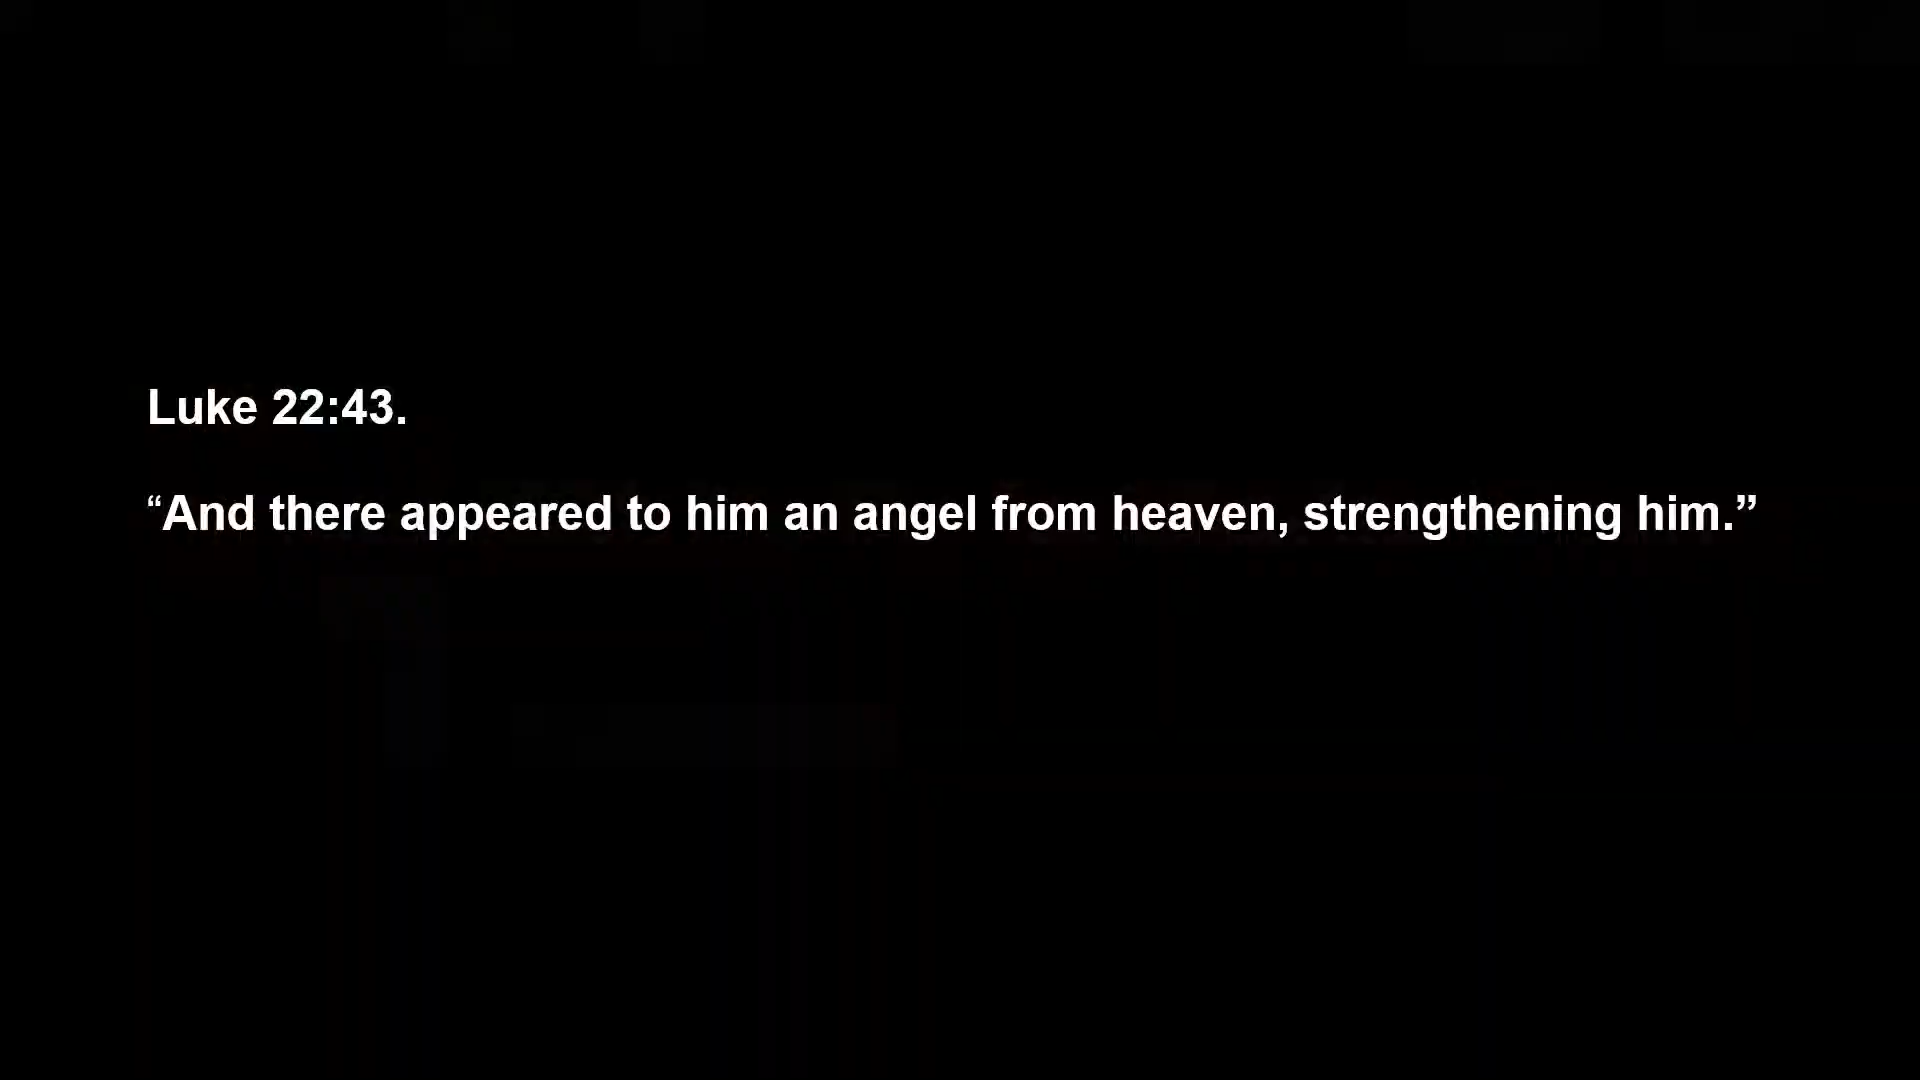 Luke 22:43.
“And there appeared to him an angel from heaven, strengthening him.”